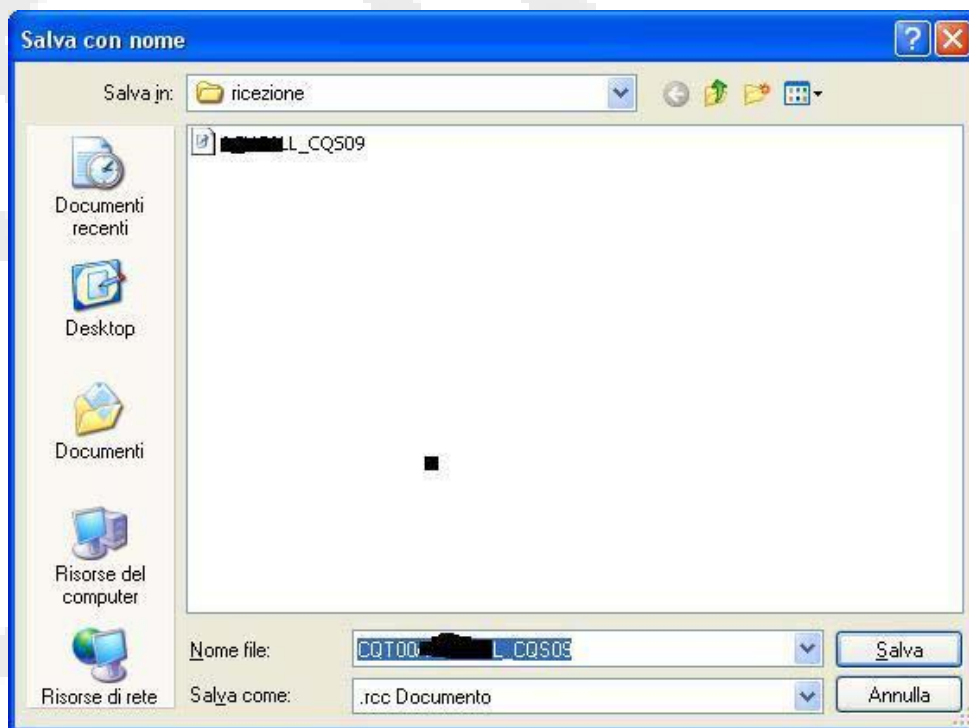 Salva con nome
Salva in:
ricezione
L_CQS09
Documenti
recenti
Desktop
Documenti
Risorse del
computer
Risorse di rete
Nome file:
CQT00 L_CQS09
Salva
Salva come:
.rcc Documento
Annulla